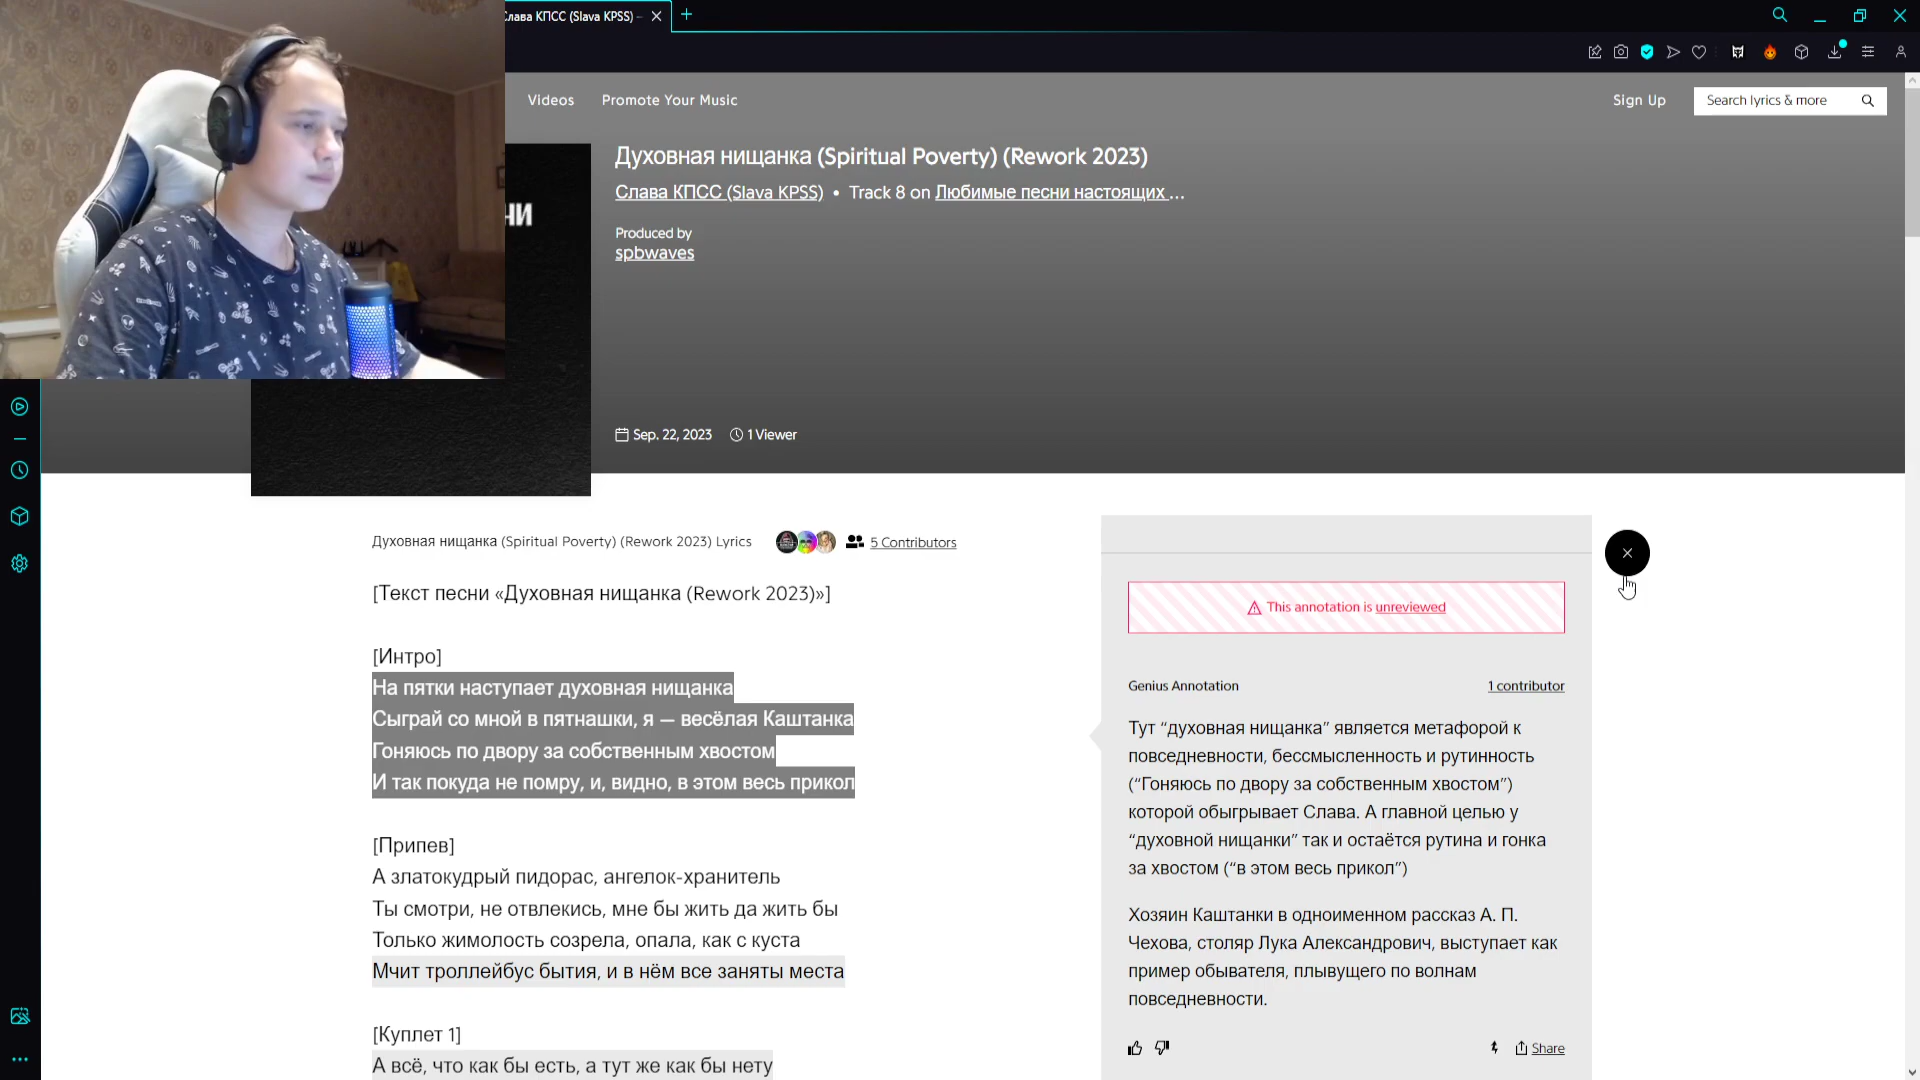 Слава КПСС (Slava KPSS) –
Videos
Promote Your Music
Sign Up
Search lyrics & more
ЧИ
Духовная нищанка (Spiritual Poverty) (Rework 2023)
Слава КПСС (Slava KPSS) • Track 8 on Любимые песни настоящих ...
Produced by
spbwaves
Sep. 22, 2023
1 Viewer
Духовная нищанка (Spiritual Poverty) (Rework 2023) Lyrics
5 Contributors
[Текст песни «Духовная нищанка (Rework 2023)»]
[Интро]
На пятки наступает духовная нищанка
Сыграй со мной в пятнашки, я — весёлая Каштанка
Гоняюсь по двору за собственным хвостом
И так покуда не помру, и, видно, в этом весь прикол
[Припев]
А златокудрый пидорас, ангелок-хранитель
Ты смотри, не отвлекись, мне бы жить да жить бы
Только жимолость созрела, опала, как с куста
Мчит троллейбус бытия, и в нём все заняты места
[Куплет 1]
А всё, что как бы есть, а тут же как бы нету
This annotation is unreviewed
Genius Annotation
1 contributor
Тут “духовная нищанка” является метафорой к
повседневности, бессмысленность и рутинность
(“Гоняюсь по двору за собственным хвостом”)
которой обыгрывает Слава. А главной целью у
“духовной нищанки” так и остаётся рутина и гонка
за хвостом (“в этом весь прикол”)
Хозяин Каштанки в одноименном рассказ А. П.
Чехова, столяр Лука Александрович, выступает как
пример обывателя, плывущего по волнам
повседневности.
Share